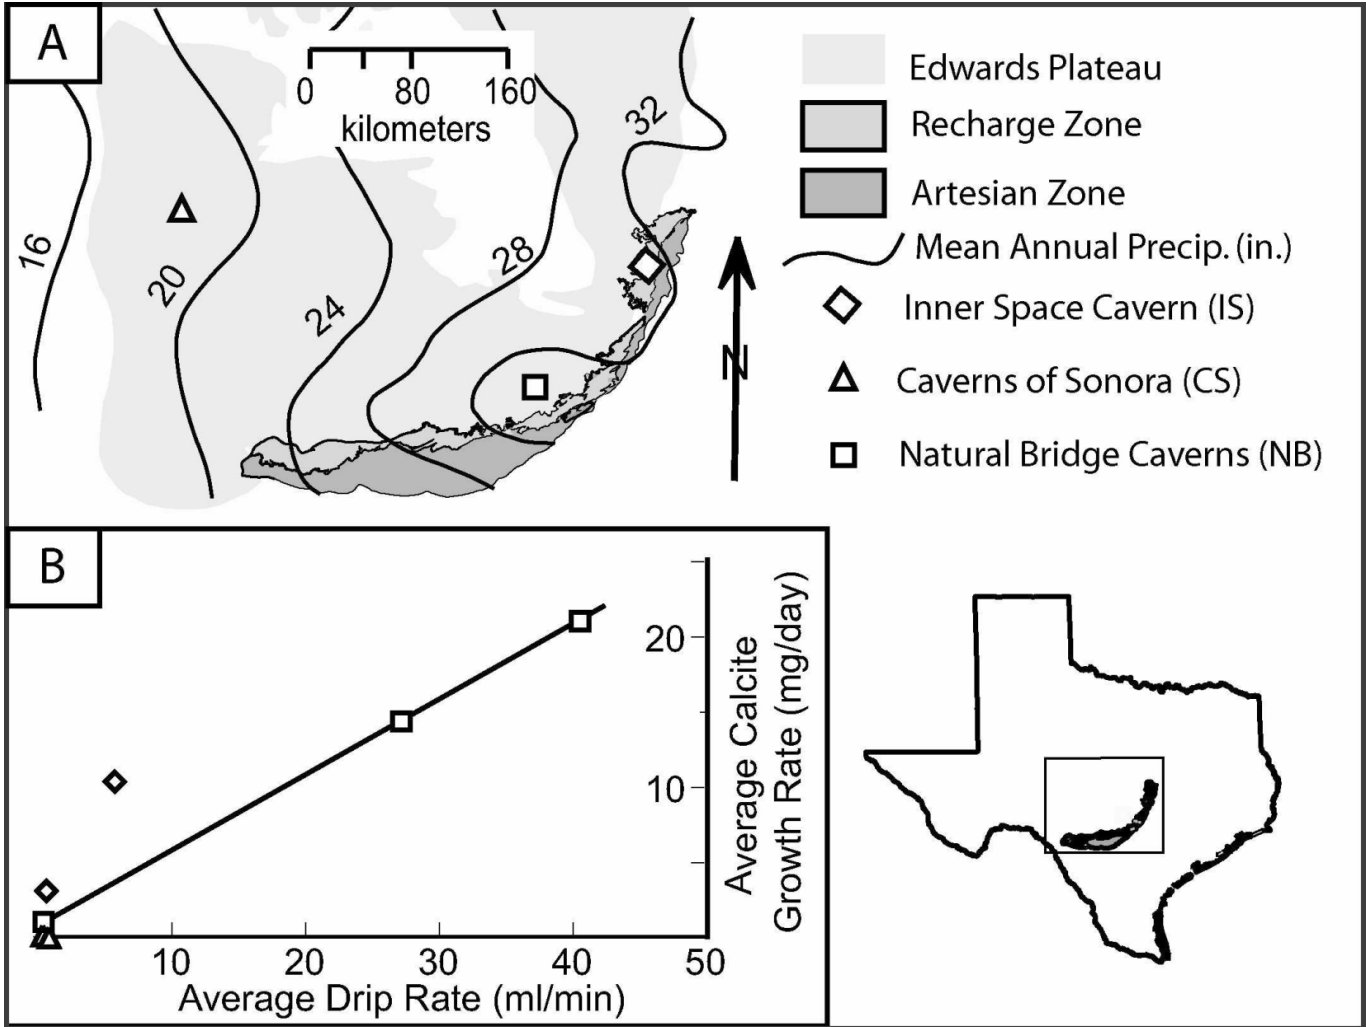 A
0 80 160
kilometers
16
20
24
28
32
Edwards Plateau
Recharge Zone
Artesian Zone
Mean Annual Precip. (in.)
Inner Space Cavern (IS)
Caverns of Sonora (CS)
Natural Bridge Caverns (NB)
N
B
20
10
Average Calcite
Growth Rate (mg/day)
10 20 30 40 50
Average Drip Rate (ml/min)